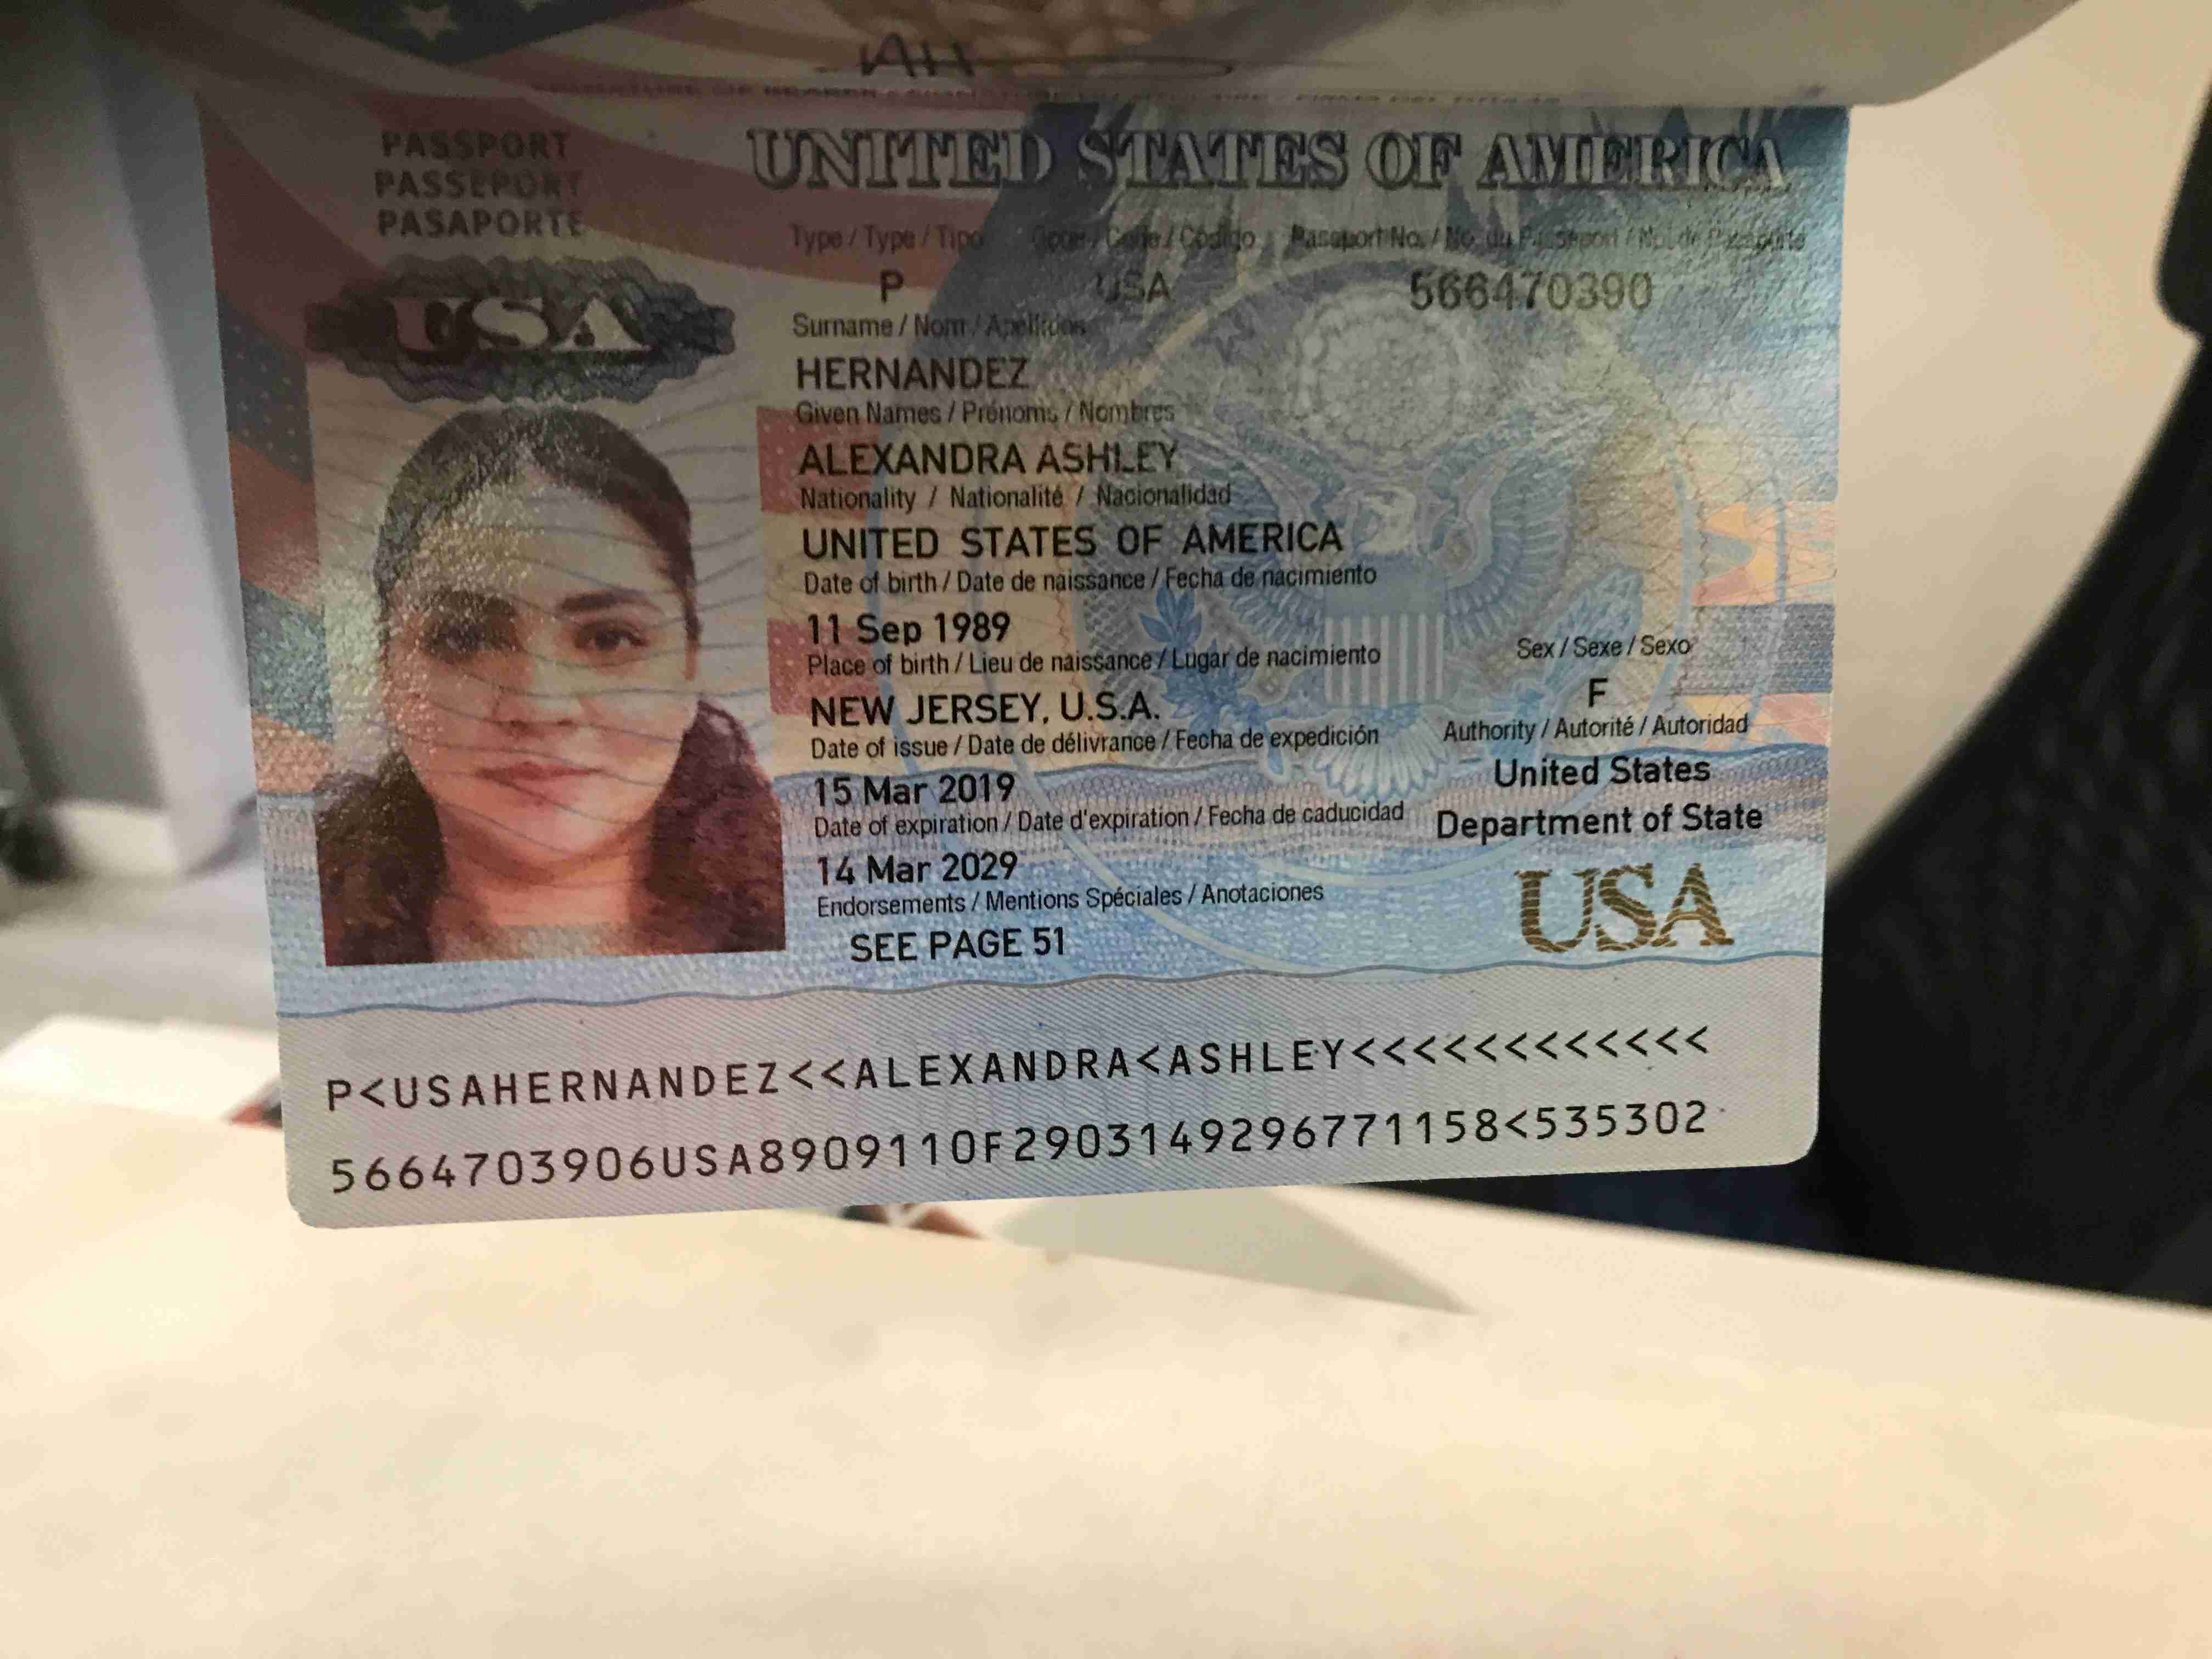 AH
PASSPORT
PASSEPORT
PASAPORTE
UNITED STATES OF AMERICA
USA
Type / Type / Tipo Code / Código Passport No. / No. du Passeport / No. de Pasaporte
P USA 566470390
Surname / Nom / Apellidos
HERNANDEZ
Given Names / Prénoms / Nombres
ALEXANDRA ASHLEY
Nationality / Nationalité / Nacionalidad
UNITED STATES OF AMERICA
Date of birth / Date de naissance / Fecha de nacimiento
11 Sep 1989
Place of birth / Lieu de naissance / Lugar de nacimiento
NEW JERSEY, U.S.A.
Sex / Sexe / Sexo
F
Date of issue / Date de délivrance / Fecha de expedición
15 Mar 2019
Authority / Autorité / Autoridad
United States
Department of State
Date of expiration / Date d'expiration / Fecha de caducidad
14 Mar 2029
Endorsements / Mentions Spéciales / Anotaciones
SEE PAGE 51
USA
P<USAHERNANDEZ<<ALEXANDRA<ASHLEY<<<<<<<<<<<<
5664703906USA8909110F2903149296771158<535302